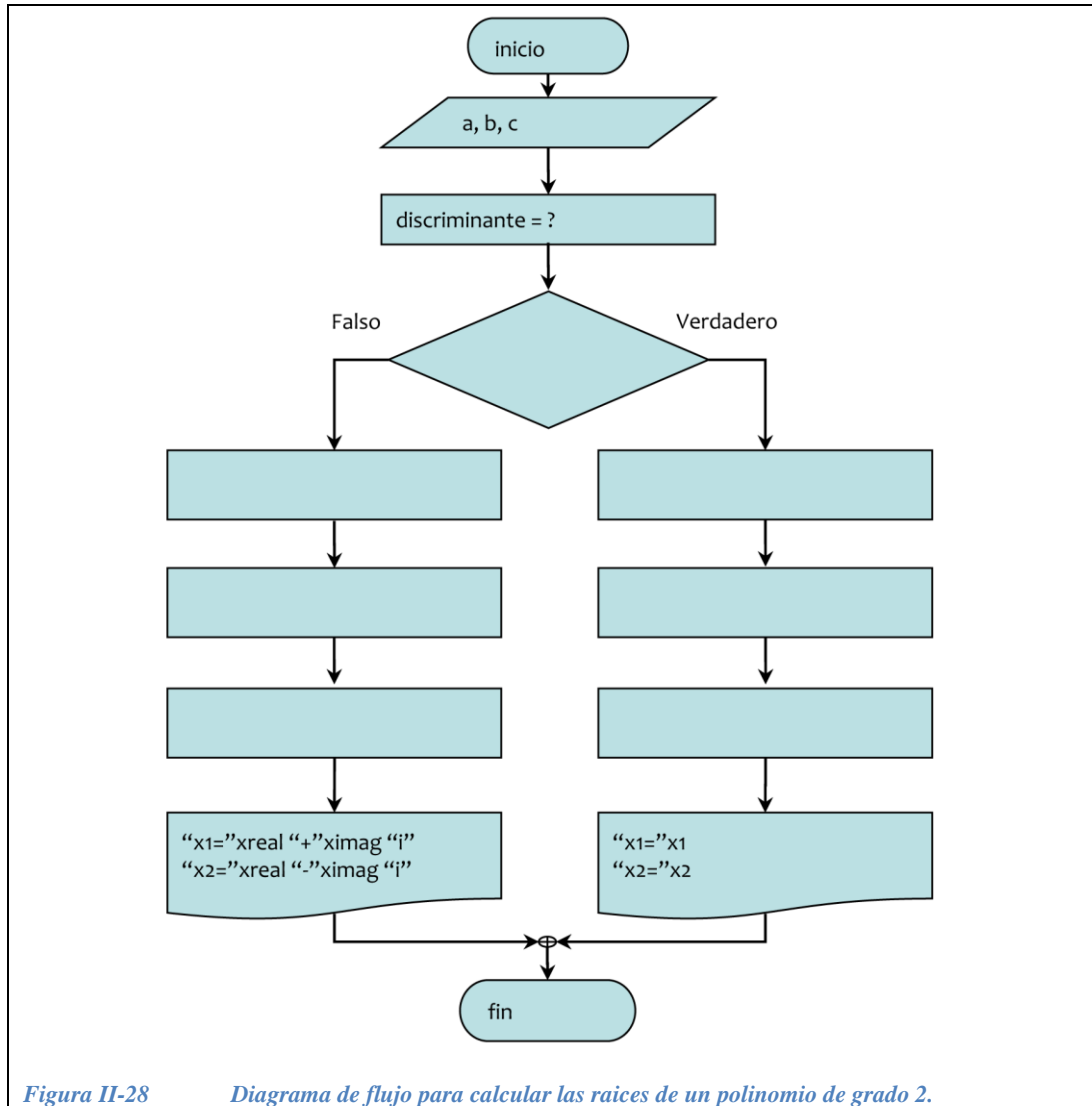 inicio
a, b, c
discriminante = ?
Falso
Verdadero
“x1=”xreal “+”ximag “i”
“x2=”xreal “-”ximag “i”
“x1=”x1
“x2=”x2
fin
Figura II-28 Diagrama de flujo para calcular las raices de un polinomio de grado 2.